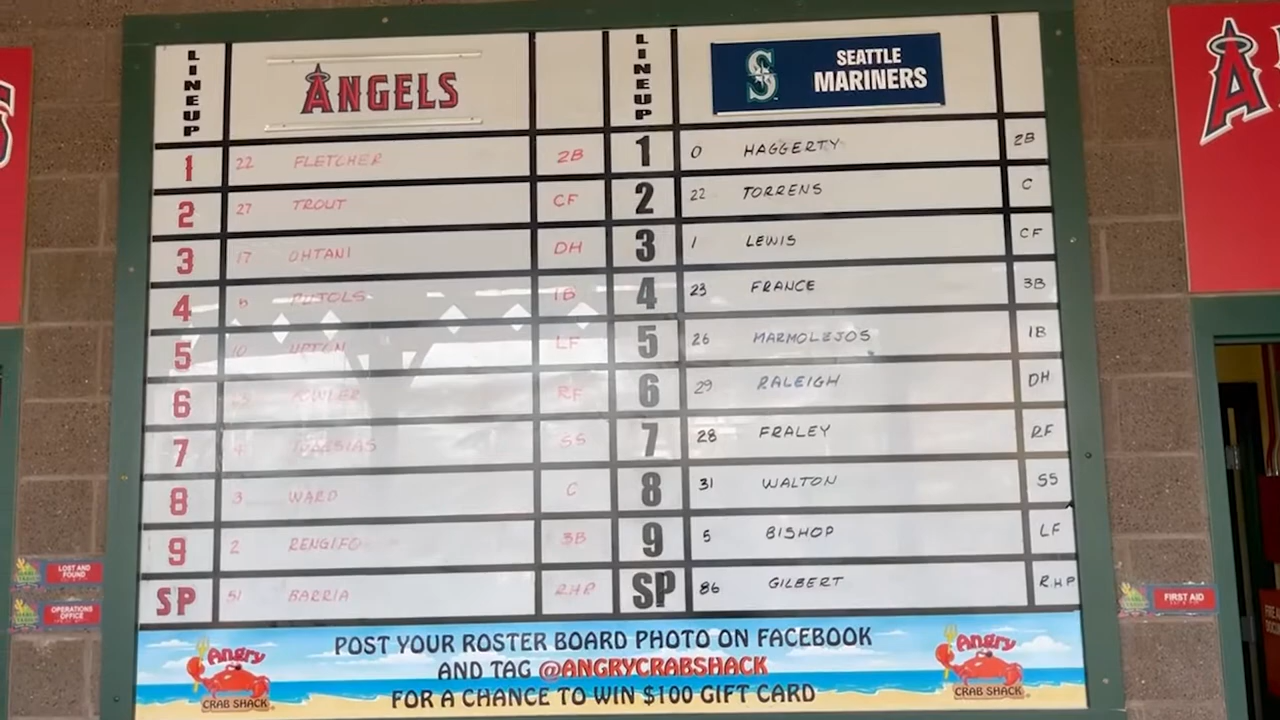 LINEUP ANGELS LINEUP SEATTLE MARINERS
1 22 FLETCHER 2B 1 0 HAGGERTY 2B
2 27 TROUT CF 2 22 TORRENS C
3 17 OHTANI DH 3 1 LEWIS CF
4 5 PUJOLS 1B 4 23 FRANCE 3B
5 10 UPTON LF 5 26 MARMOLEJOS 1B
6 FOWLER RF 6 29 RALEIGH DH
7 4 IGLESIAS SS 7 28 FRALEY RF
8 3 WARD C 8 31 WALTON SS
9 2 RENGIFO 3B 9 5 BISHOP LF
SP 51 BARRIA RHP SP 86 GILBERT RHP
LOST AND FOUND
OPERATIONS OFFICE
FIRST AID
Angry CRAB SHACK
POST YOUR ROSTER BOARD PHOTO ON FACEBOOK
AND TAG @ANGRYCRABSHACK
FOR A CHANCE TO WIN $100 GIFT CARD
Angry CRAB SHACK